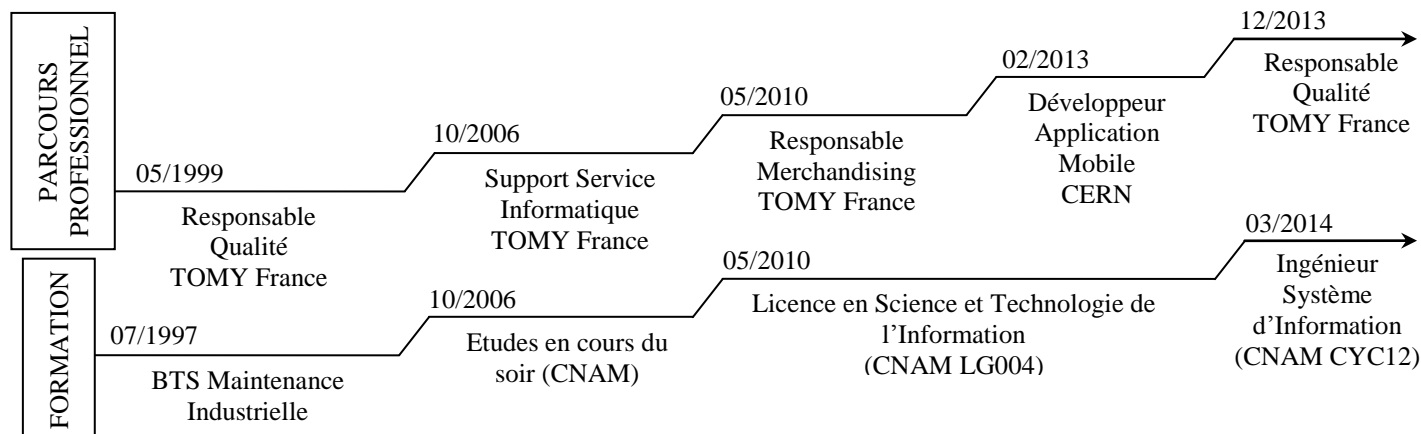 PARCOURS
PROFESSIONNEL
05/1999
Responsable
Qualité
TOMY France
10/2006
Support Service
Informatique
TOMY France
05/2010
Responsable
Merchandising
TOMY France
02/2013
Développeur
Application
Mobile
CERN
12/2013
Responsable
Qualité
TOMY France
FORMATION
07/1997
BTS Maintenance
Industrielle
10/2006
Etudes en cours du
soir (CNAM)
05/2010
Licence en Science et Technologie de
l’Information
(CNAM LG004)
03/2014
Ingénieur
Système
d’Information
(CNAM CYC12)